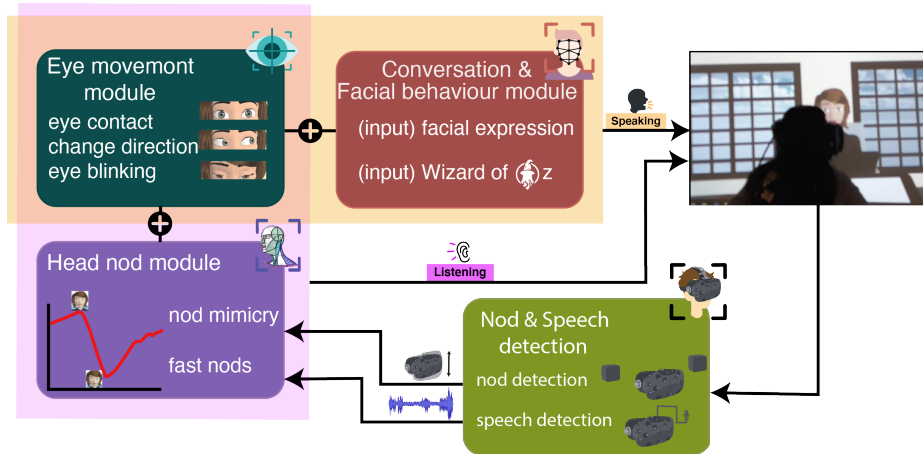 Eye movemont
module
eye contact
change direction
eye blinking
Conversation &
Facial behaviour module
(input) facial expression
(input) Wizard of z
Speaking
Head nod module
nod mimicry
fast nods
Listening
Nod & Speech
detection
nod detection
speech detection